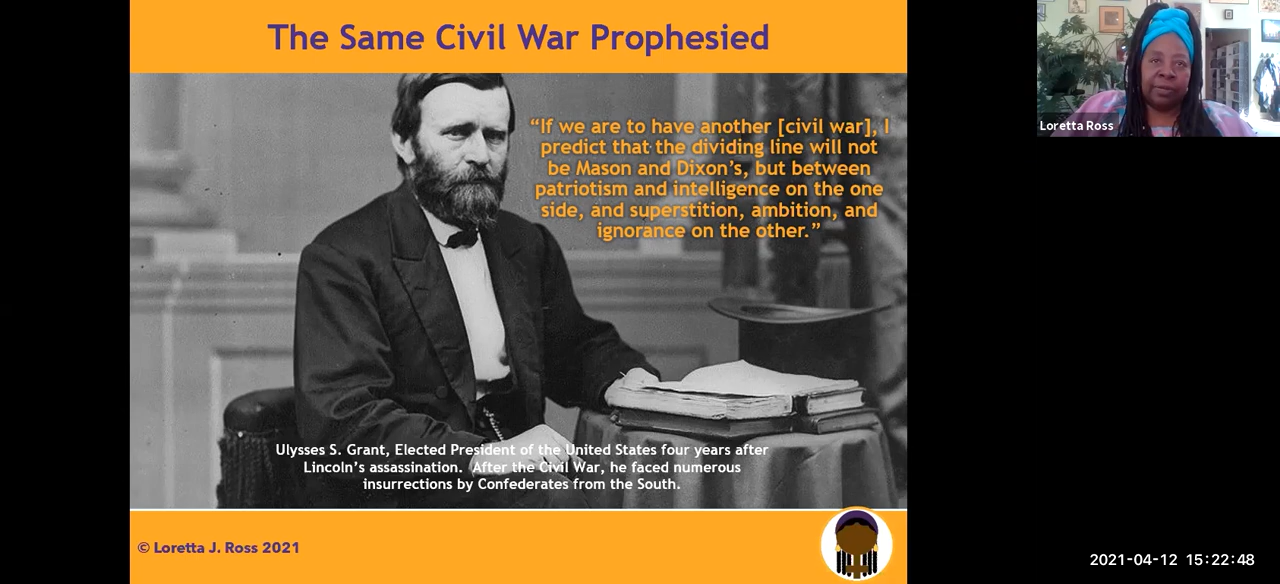 The Same Civil War Prophesied
“If we are to have another [civil war], I
predict that the dividing line will not
be Mason and Dixon’s, but between
patriotism and intelligence on the one
side, and superstition, ambition, and
ignorance on the other.”
Ulysses S. Grant, Elected President of the United States four years after
Lincoln’s assassination.  After the Civil War, he faced numerous
insurrections by Confederates from the South.
© Loretta J. Ross 2021
Loretta Ross
2021-04-12 15:22:48